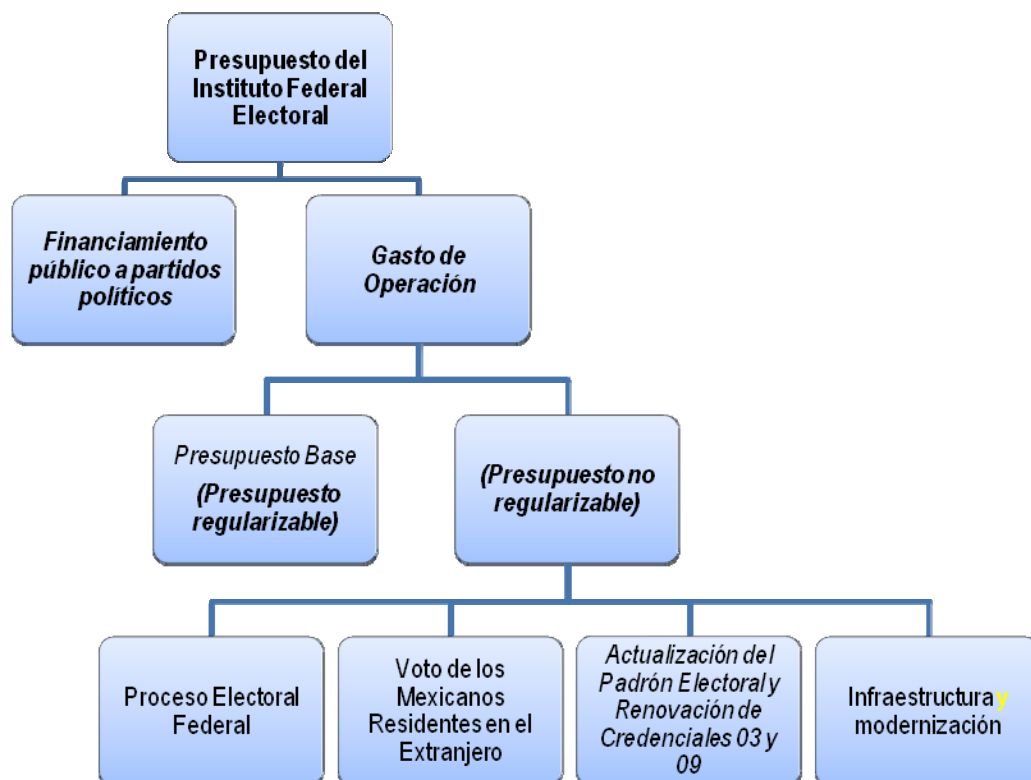 Presupuesto del
Instituto Federal
Electoral
Financiamiento
público a partidos
políticos
Gasto de
Operación
Presupuesto Base
(Presupuesto
regularizable)
(Presupuesto no
regularizable)
Proceso Electoral
Federal
Voto de los
Mexicanos
Residentes en el
Extranjero
Actualización del
Padrón Electoral y
Renovación de
Credenciales 03 y
09
Infraestructura y
modernización